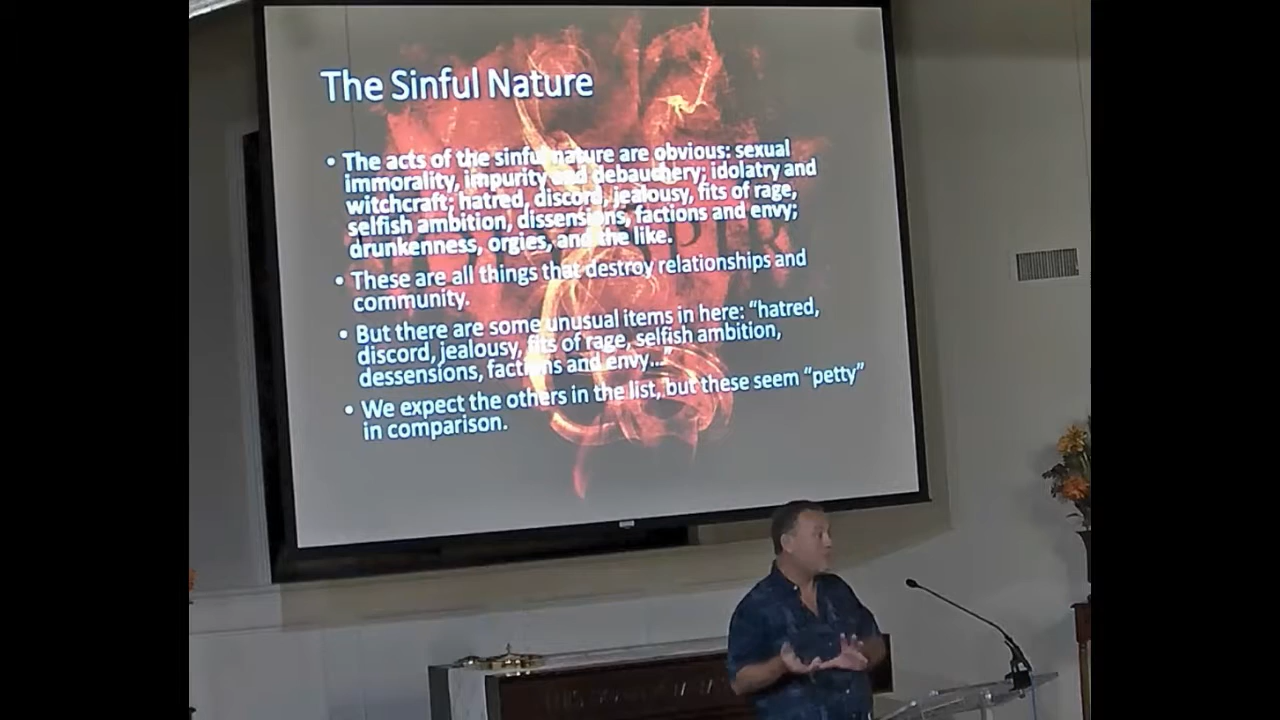 The Sinful Nature
• The acts of the sinful nature are obvious: sexual
immorality, impurity and debauchery; idolatry and
witchcraft; hatred, discord, jealousy, fits of rage,
selfish ambition, dissensions, factions and envy;
drunkenness, orgies, and the like.
• These are all things that destroy relationships and
community.
• But there are some unusual items in here: “hatred,
discord, jealousy, fits of rage, selfish ambition,
dessensions, factions and envy…”
• We expect the others in the list, but these seem “petty”
in comparison.